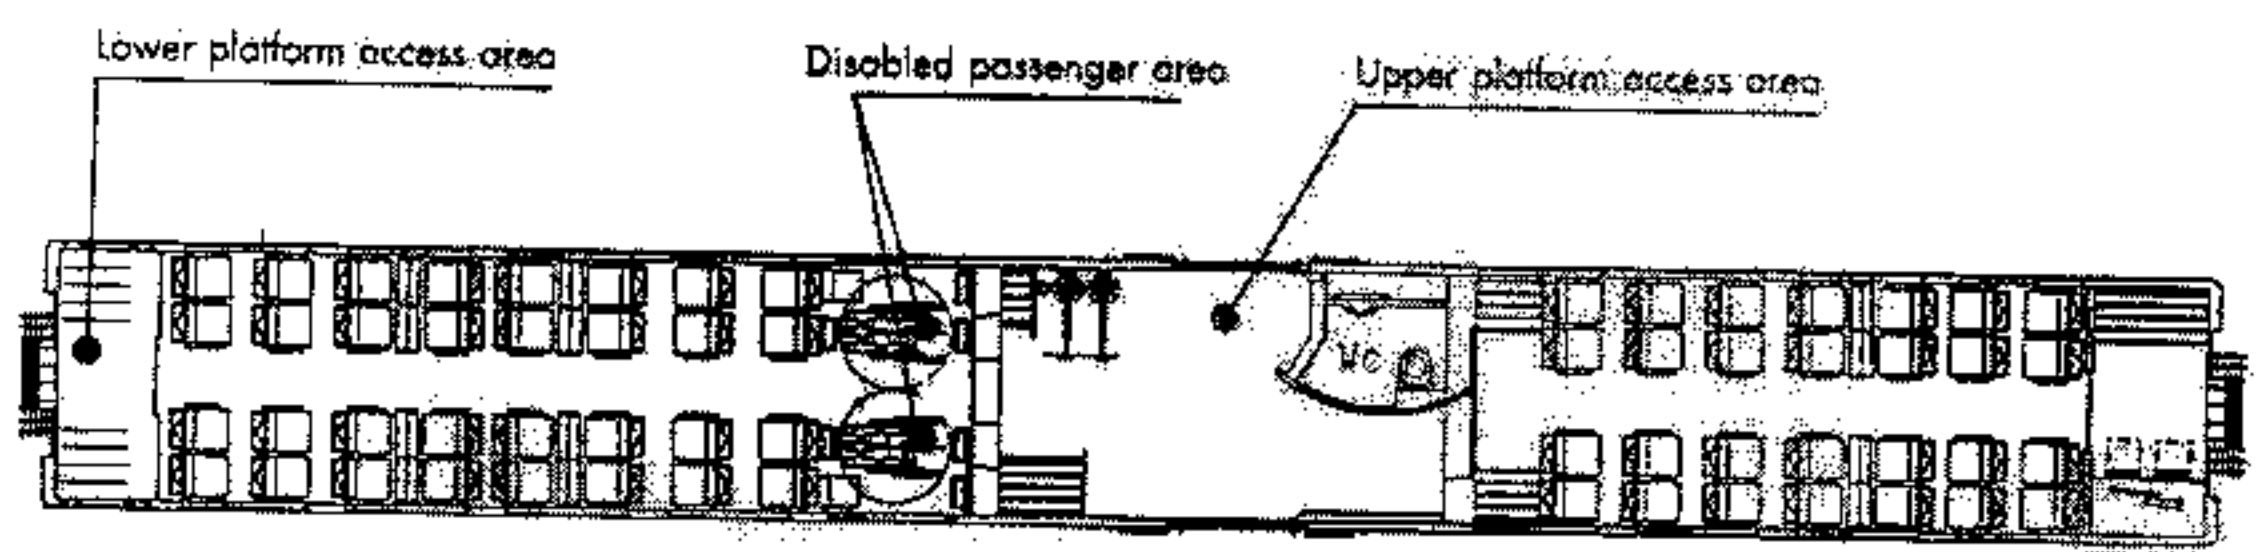 Lower platform access area
Disabled passenger area
Upper platform access area
WC